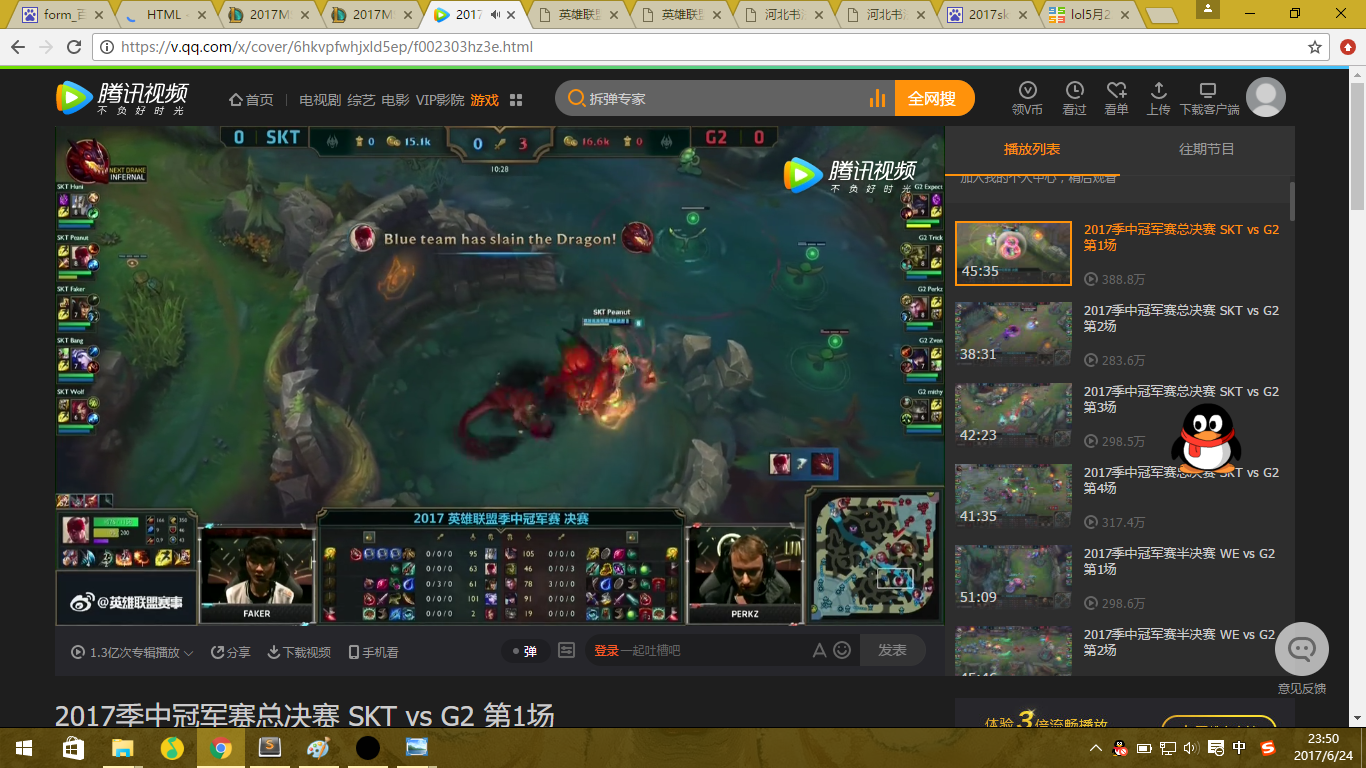 form_百
HTML -
2017M
2017M
2017
英雄联盟
英雄联
河北书
河北书
2017sk
lol5月2
https://v.qq.com/x/cover/6hkvpfwhjxld5ep/f002303hz3e.html
腾讯视频
不负好时光
首页
电视剧 综艺 电影 VIP影院 游戏
拆弹专家
全网搜
领V币 看过 看单 上传 下载客户端
0 SKT 0 15.1k 0 3 16.6k 0 G2 0
10:28
NEXT DRAKE
INFERNAL
腾讯视频
不负好时光
SKT Huni
G2 Expect
SKT Peanut
G2 Trick
SKT Faker
G2 Perkz
SKT Bang
G2 Zven
SKT Wolf
G2 mithy
Blue team has slain the Dragon!
SKT Peanut
2017 英雄联盟季中冠军赛 决赛
0/0/0 95 105 0/0/0
0/0/0 63 46 0/0/3
0/3/0 61 78 3/0/0
0/0/0 101 91 0/0/0
0/0/0 2 19 0/0/0
@英雄联盟赛事
FAKER
PERKZ
1.3亿次专辑播放
分享
下载视频
手机看
弹
登录一起吐槽吧
发表
播放列表
往期节目
加入我的个人中心，稍后观看
2017季中冠军赛总决赛 SKT vs G2
第1场
45:35
388.8万
2017季中冠军赛总决赛 SKT vs G2
第2场
38:31
283.6万
2017季中冠军赛总决赛 SKT vs G2
第3场
42:23
298.5万
2017季中冠军赛总决赛 SKT vs G2
第4场
41:35
317.4万
2017季中冠军赛半决赛 WE vs G2
第1场
51:09
298.6万
2017季中冠军赛半决赛 WE vs G2
第2场
意见反馈
2017季中冠军赛总决赛 SKT vs G2 第1场
体验3倍流畅播放
中
23:50
2017/6/24